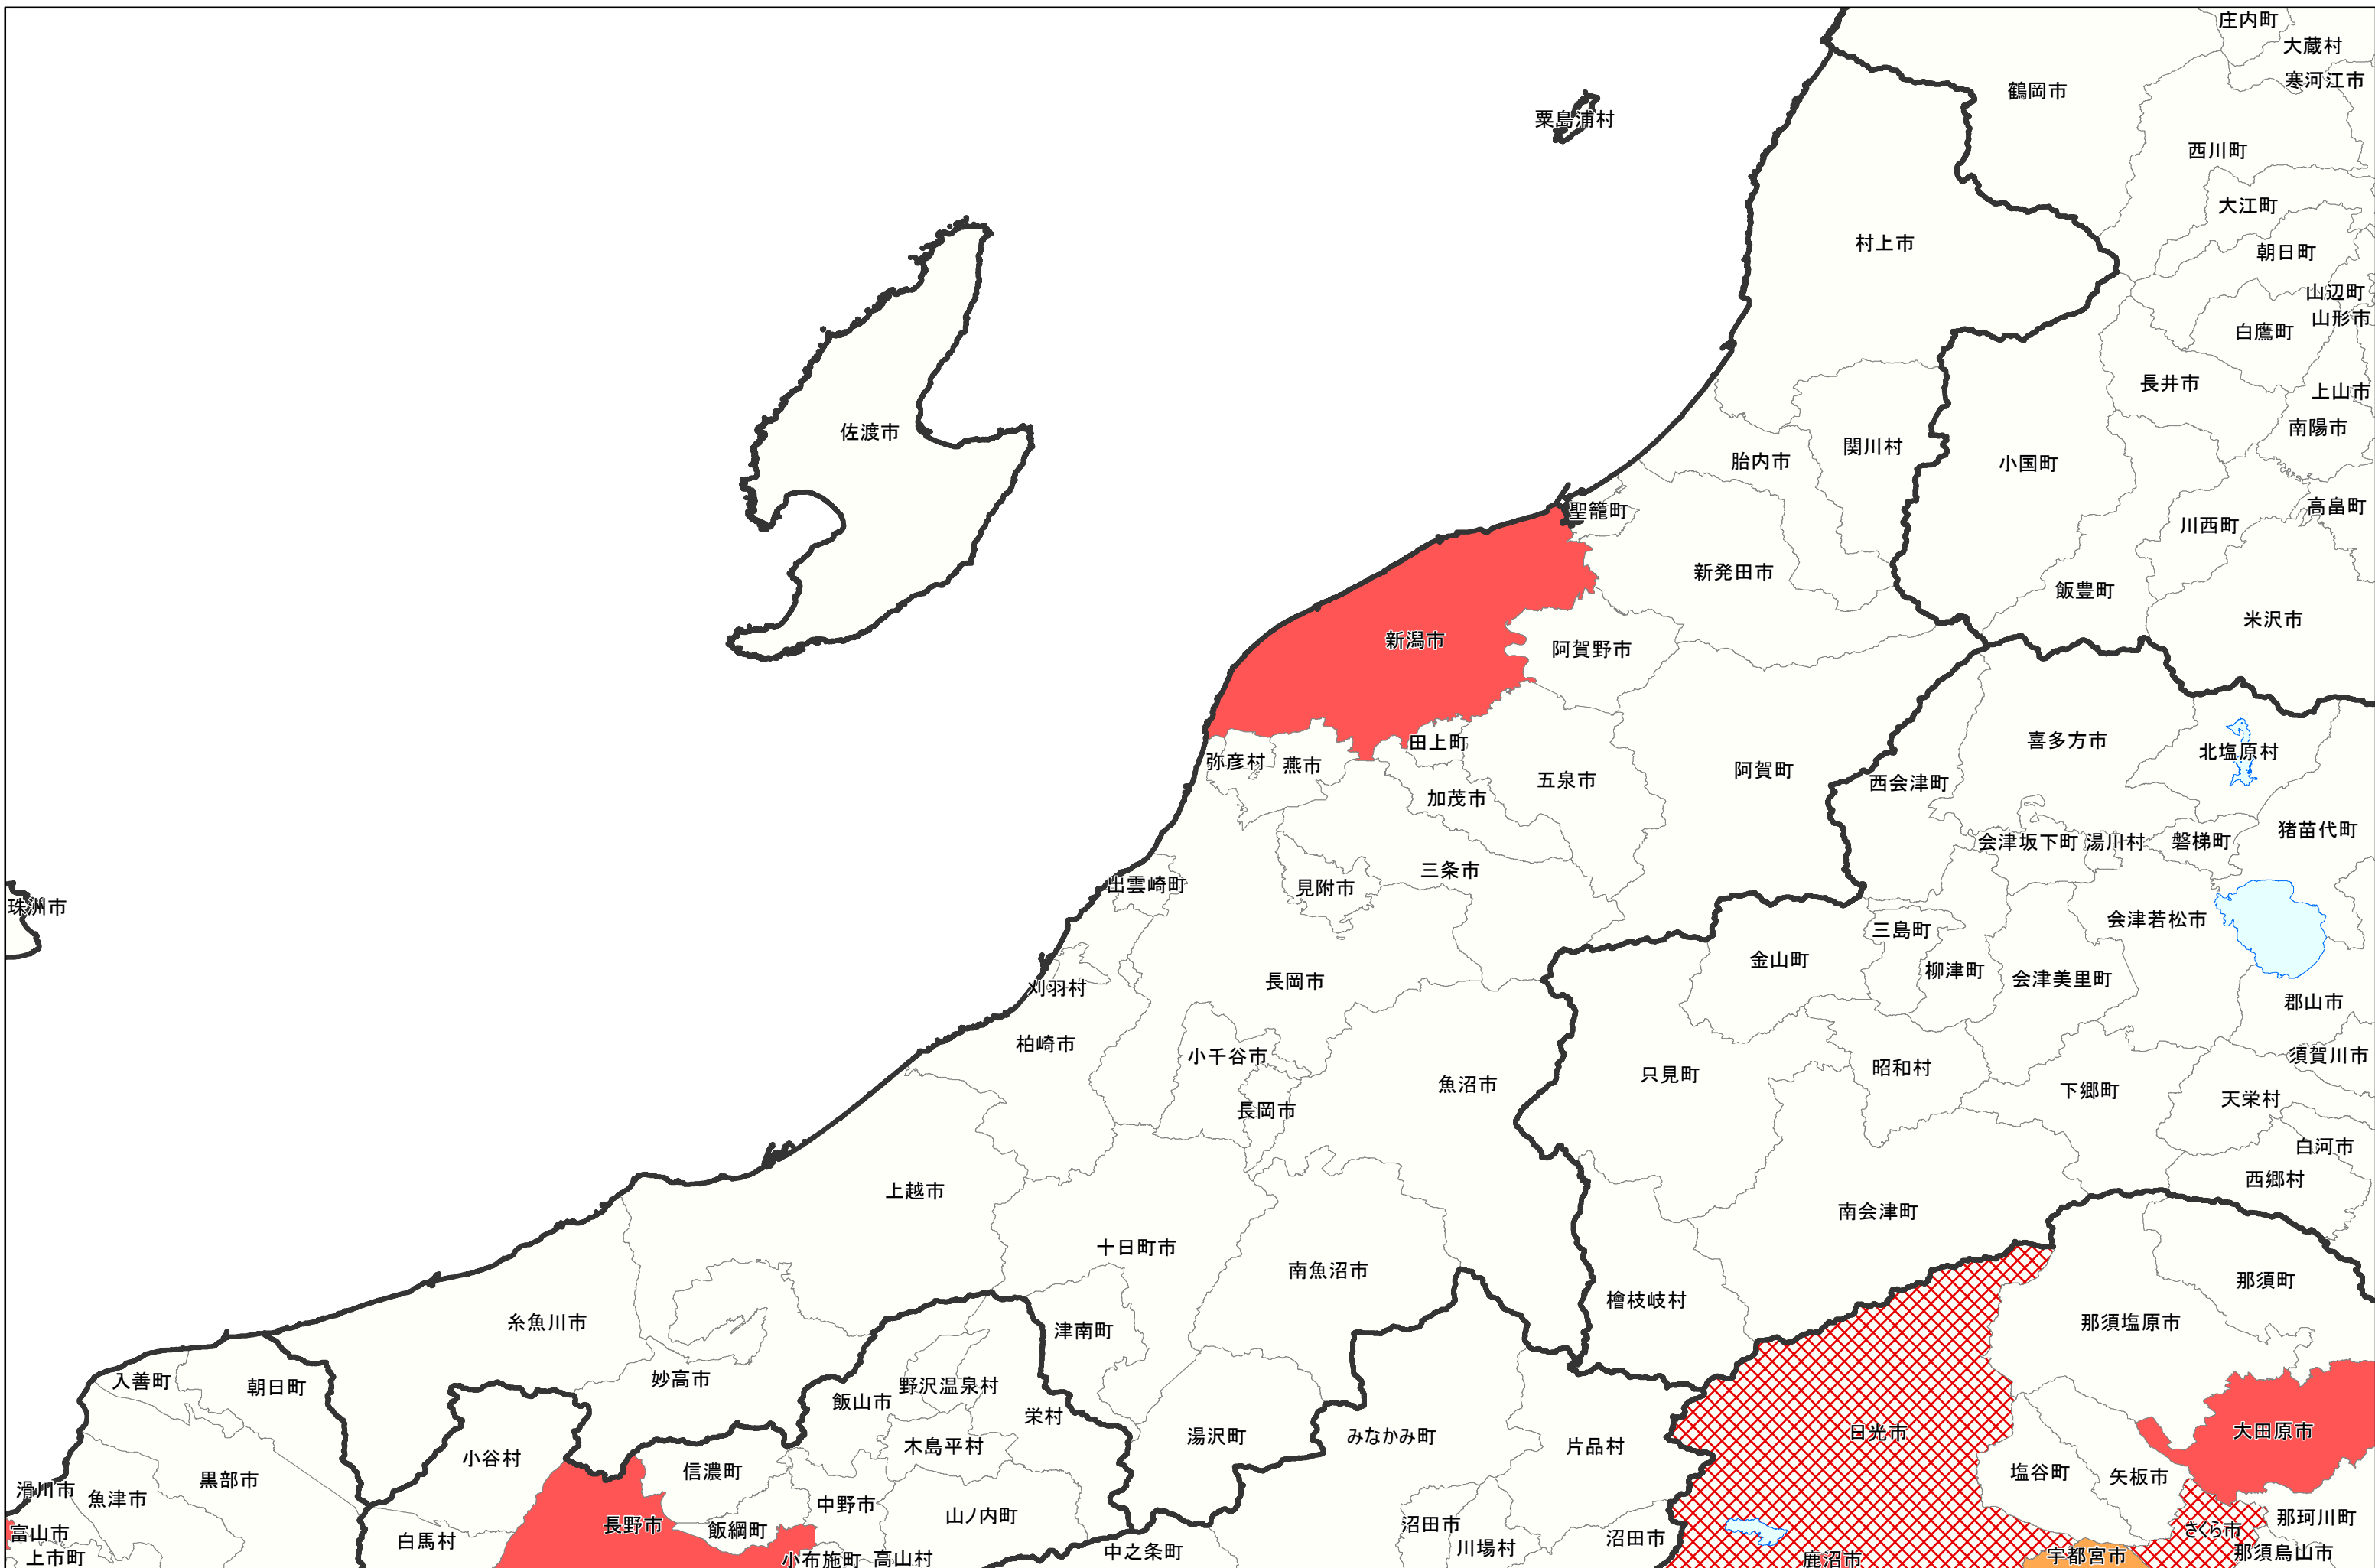 庄内町
大蔵村
寒河江市
鶴岡市
粟島浦村
西川町
大江町
村上市
朝日町
山辺町
山形市
白鷹町
長井市
上山市
南陽市
佐渡市
関川村
胎内市
小国町
高畠町
聖籠町
川西町
新発田市
飯豊町
米沢市
新潟市
阿賀野市
田上町
喜多方市
北塩原村
弥彦村
燕市
阿賀町
五泉市
西会津町
加茂市
猪苗代町
会津坂下町
湯川村
磐梯町
三条市
出雲崎町
見附市
珠洲市
会津若松市
三島町
金山町
柳津町
会津美里町
長岡市
刈羽村
郡山市
柏崎市
小千谷市
須賀川市
昭和村
只見町
魚沼市
下郷町
天栄村
長岡市
白河市
西郷村
上越市
南会津町
十日町市
南魚沼市
那須町
檜枝岐村
糸魚川市
津南町
那須塩原市
妙高市
入善町
朝日町
野沢温泉村
飯山市
栄村
大田原市
日光市
湯沢町
みなかみ町
片品村
木島平村
小谷村
信濃町
塩谷町
矢板市
黒部市
滑川市
魚津市
中野市
山ノ内町
那珂川町
長野市
沼田市
さくら市
飯綱町
富山市
沼田市
白馬村
川場村
中之条町
那須烏山市
宇都宮市
上市町
小布施町
高山村
鹿沼市